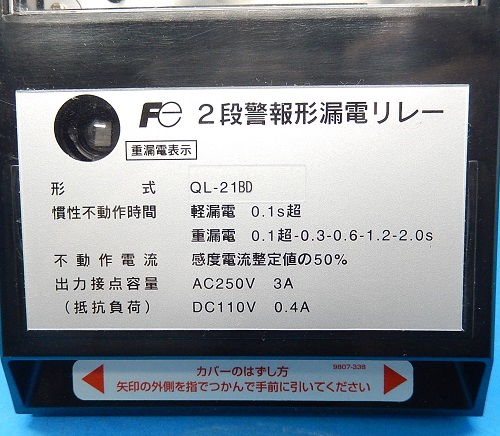 Fe 2段警報形漏電リレー
重漏電表示
形 式 QL-21BD
慣性不動作時間 軽漏電 0.1s超
重漏電 0.1超-0.3-0.6-1.2-2.0s
不動作電流 感度電流整定値の50%
出力接点容量 AC250V 3A
(抵抗負荷) DC110V 0.4A
カバーのはずし方 9807-338
矢印の外側を指でつかんで手前に引いてください